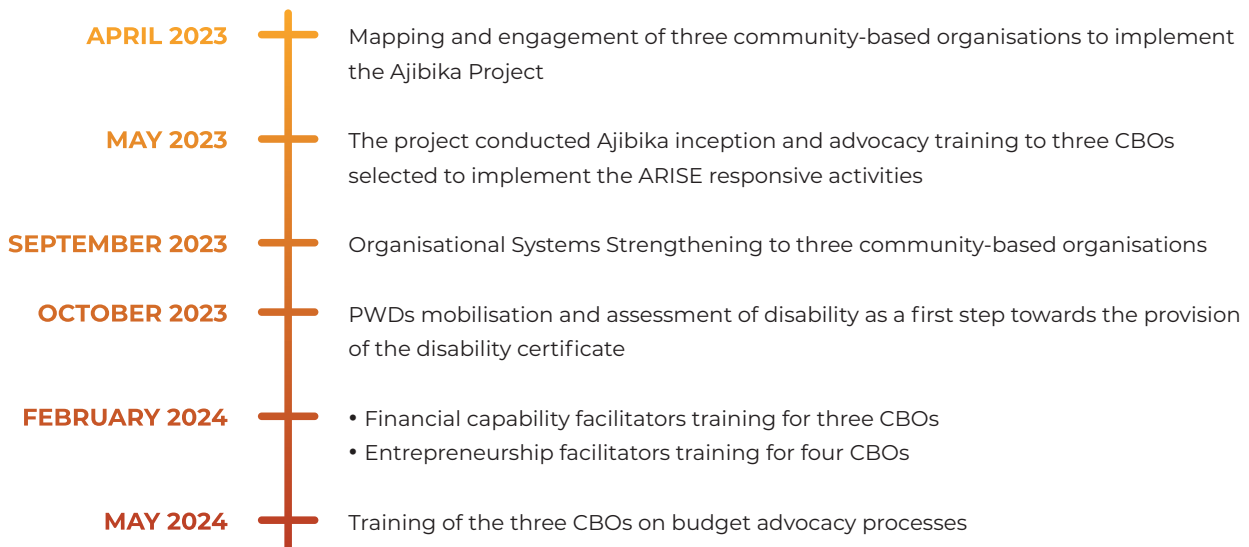 APRIL 2023
Mapping and engagement of three community-based organisations to implement
the Ajibika Project
MAY 2023
The project conducted Ajibika inception and advocacy training to three CBOs
selected to implement the ARISE responsive activities
SEPTEMBER 2023
Organisational Systems Strengthening to three community-based organisations
OCTOBER 2023
PWDs mobilisation and assessment of disability as a first step towards the provision
of the disability certificate
FEBRUARY 2024
• Financial capability facilitators training for three CBOs
• Entrepreneurship facilitators training for four CBOs
MAY 2024
Training of the three CBOs on budget advocacy processes